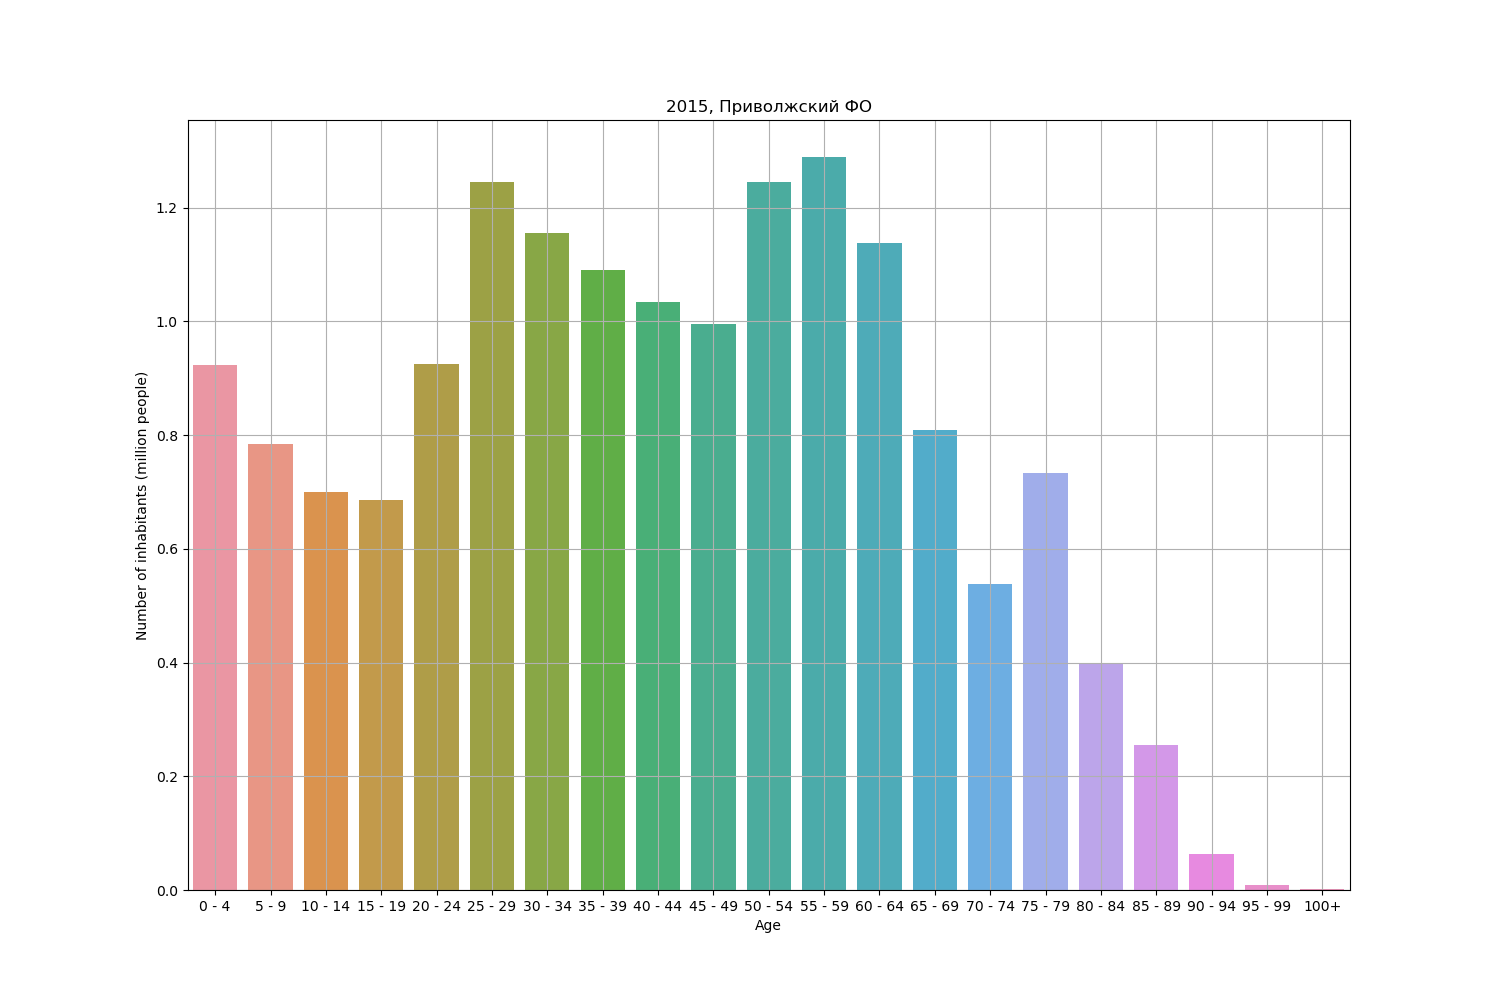 2015, Приволжский ФО
Number of inhabitants (million people)
1.2
1.0
0.8
0.6
0.4
0.2
0.0
0 - 4 5 - 9 10 - 14 15 - 19 20 - 24 25 - 29 30 - 34 35 - 39 40 - 44 45 - 49 50 - 54 55 - 59 60 - 64 65 - 69 70 - 74 75 - 79 80 - 84 85 - 89 90 - 94 95 - 99 100+
Age